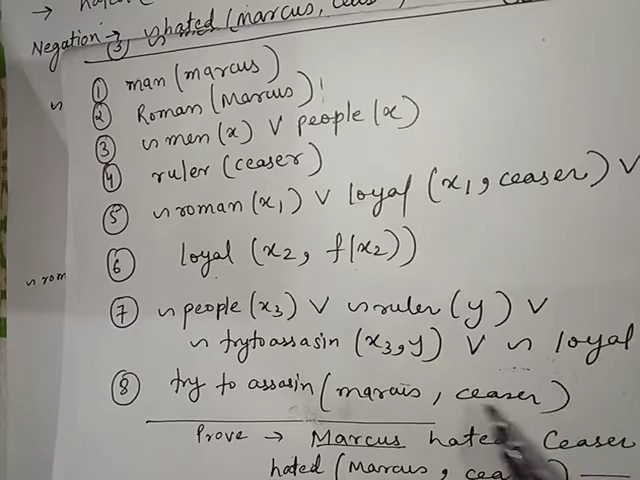 Negation → ③ ~hated (marcus,
① man (marcus)
② Roman (Marcus)!
③ ~men (x) V people (x)
④ ruler (ceaser)
⑤ ~roman (x₁) V loyal (x₁, ceaser) V
⑥ loyal (x₂, f(x₂))
~ rom
⑦ ~people (x₃) V ~ruler (y) V
~ trytoassasin (x₃, y) V ~ loyal
⑧ try to assasin (marcus, ceaser)
Prove → Marcus hated Ceaser
hated (Marcus, cea